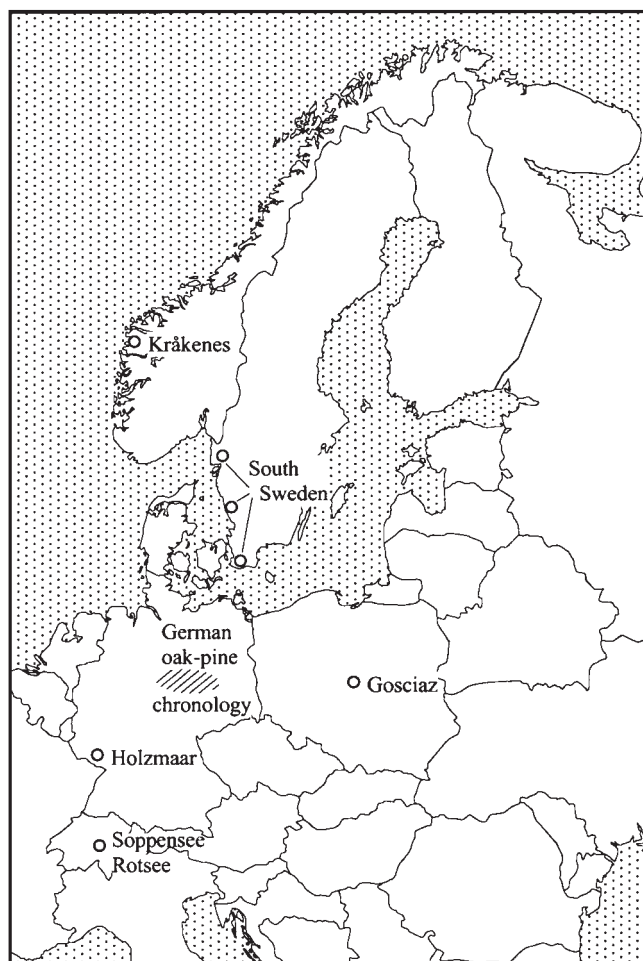 Kråkenes
South
Sweden
German
oak-pine
chronology
Gosciaz
Holzmaar
Soppensee
Rotsee